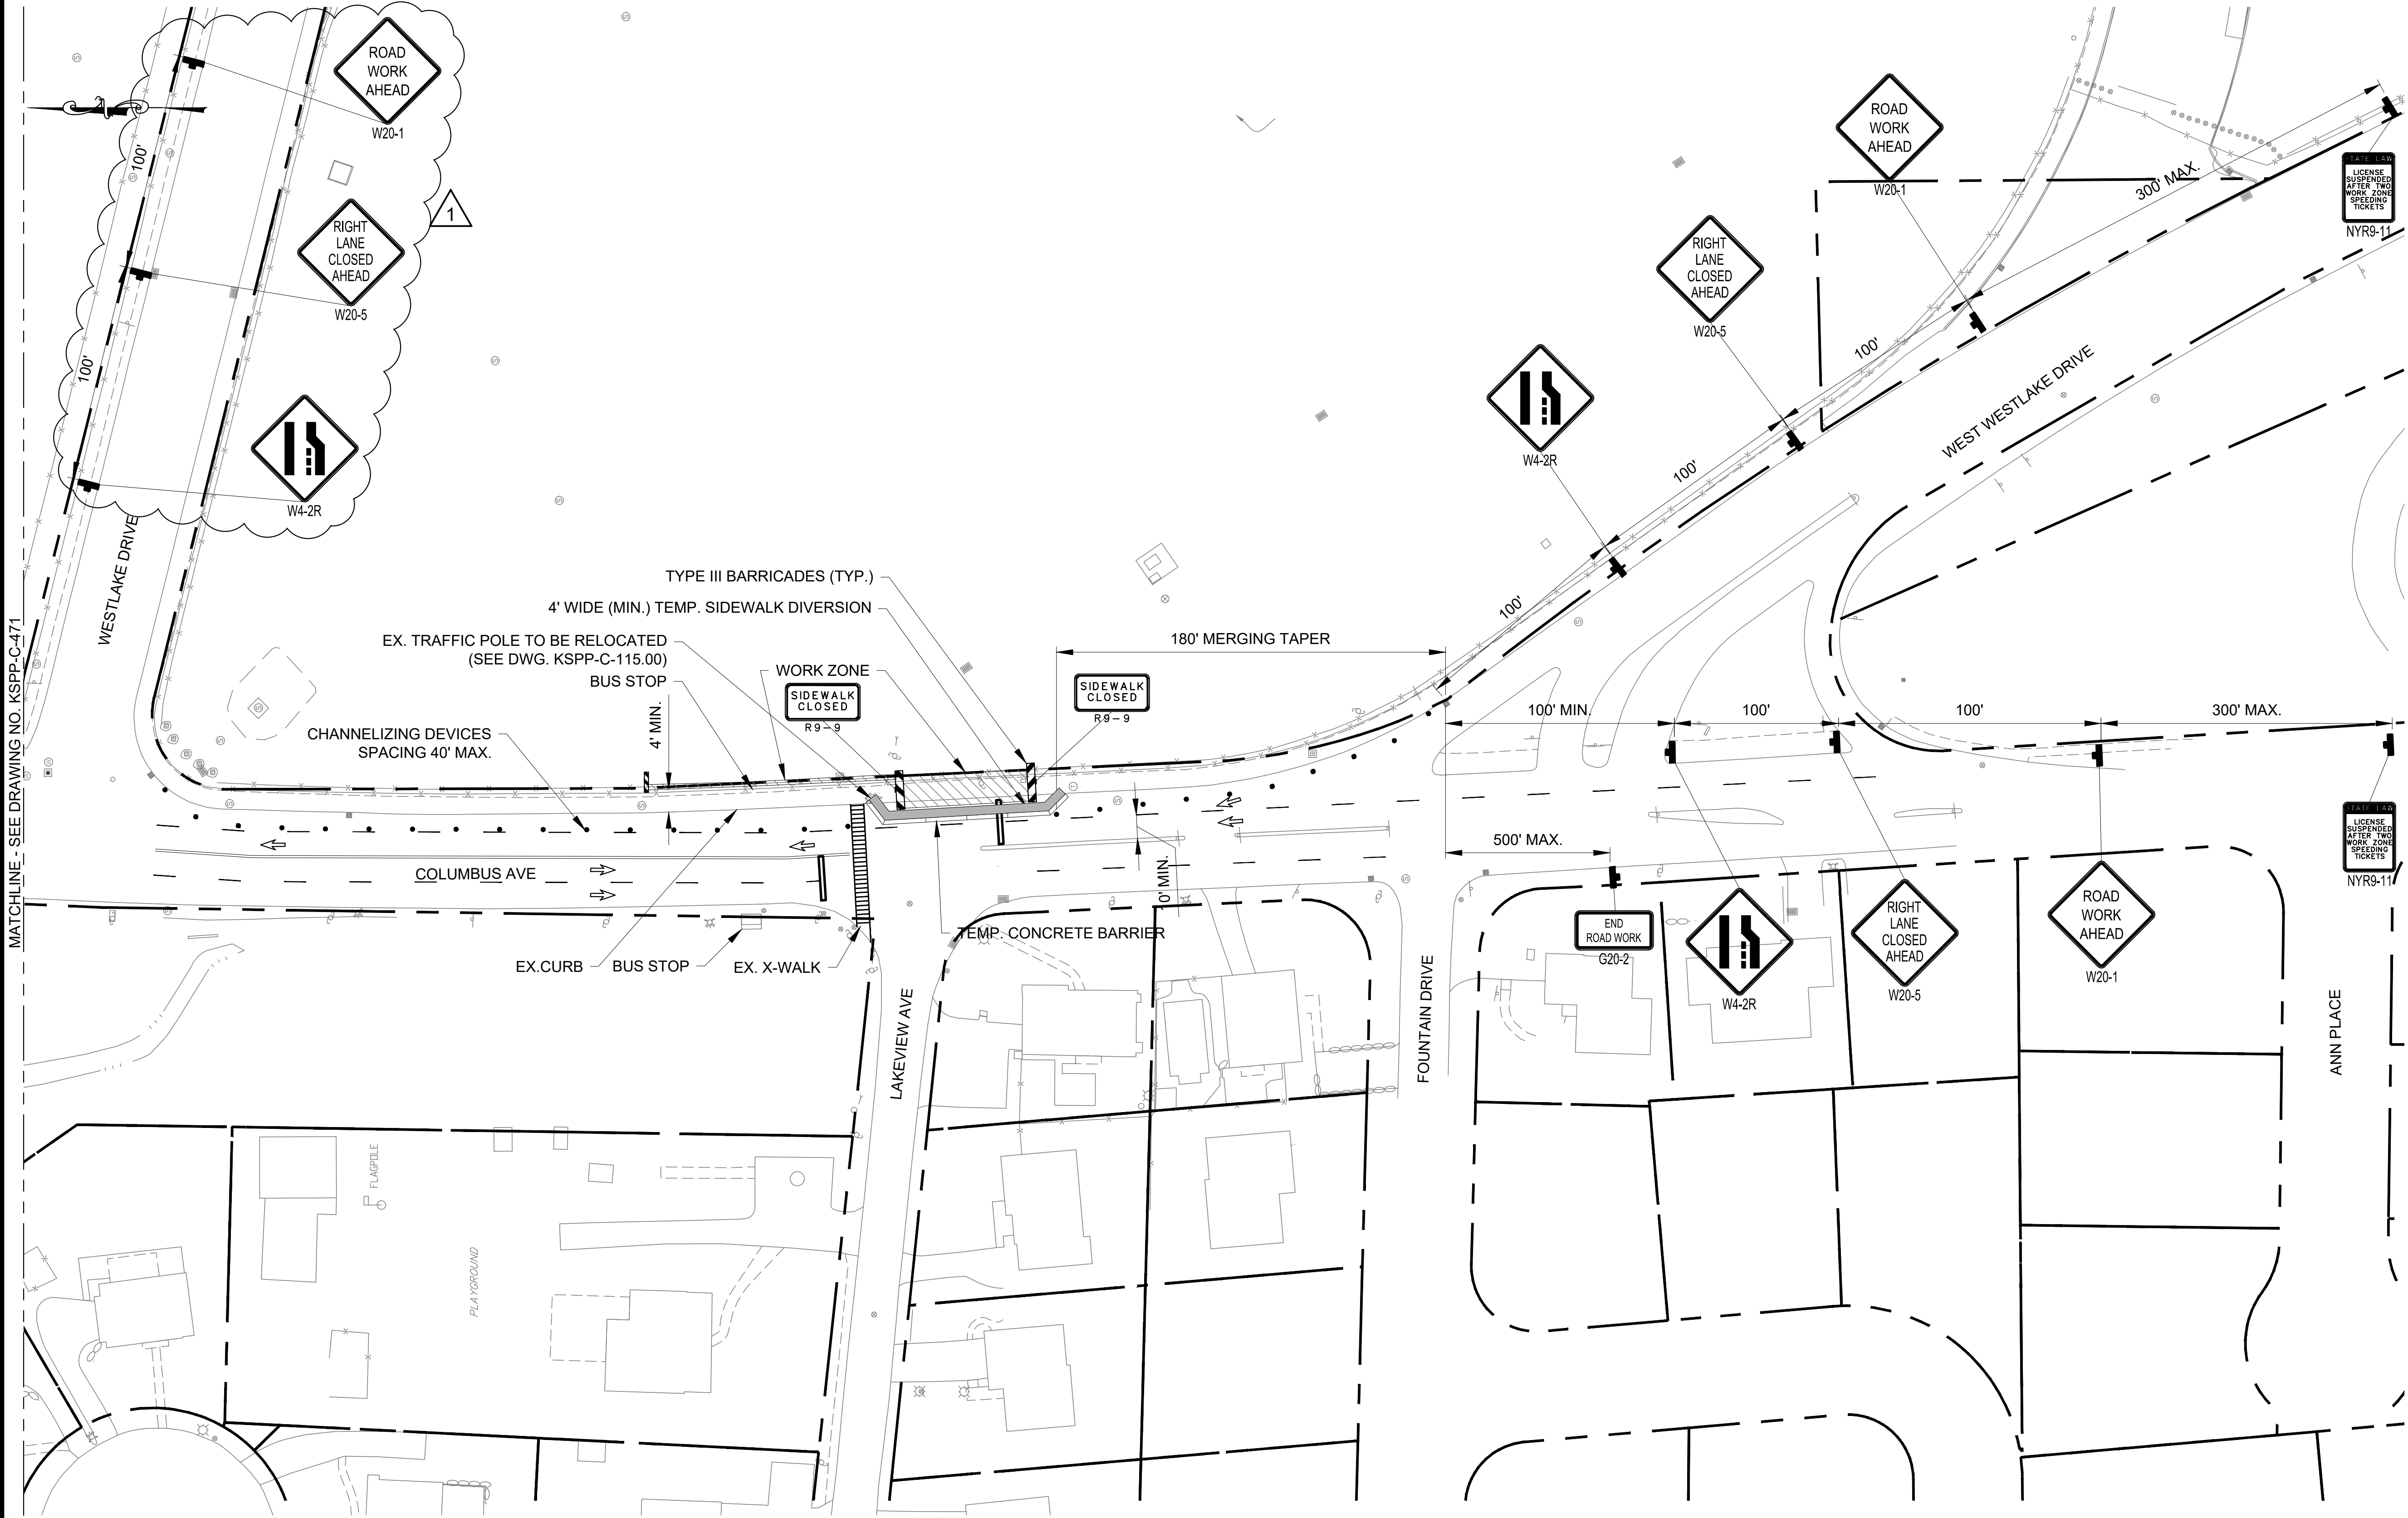 ROAD
WORK
AHEAD
W20-1
100'
RIGHT
LANE
CLOSED
AHEAD
W20-5
1
100'
W4-2R
WESTLAKE DRIVE
MATCHLINE - SEE DRAWING NO. KSPP-C-471
ROAD
WORK
AHEAD
W20-1
300' MAX.
STATE LAW
LICENSE
SUSPENDED
AFTER TWO
WORK ZONE
SPEEDING
TICKETS
NYR9-11
RIGHT
LANE
CLOSED
AHEAD
W20-5
100'
W4-2R
100'
WEST WESTLAKE DRIVE
100'
TYPE III BARRICADES (TYP.)
4' WIDE (MIN.) TEMP. SIDEWALK DIVERSION
EX. TRAFFIC POLE TO BE RELOCATED
(SEE DWG. KSPP-C-115.00)
WORK ZONE
BUS STOP
SIDEWALK
CLOSED
R9-9
180' MERGING TAPER
SIDEWALK
CLOSED
R9-9
4' MIN.
CHANNELIZING DEVICES
SPACING 40' MAX.
100' MIN.
100'
100'
300' MAX.
500' MAX.
10' MIN.
COLUMBUS AVE
TEMP. CONCRETE BARRIER
EX.CURB
BUS STOP
EX. X-WALK
STATE LAW
LICENSE
SUSPENDED
AFTER TWO
WORK ZONE
SPEEDING
TICKETS
NYR9-11
END
ROAD WORK
G20-2
W4-2R
RIGHT
LANE
CLOSED
AHEAD
W20-5
ROAD
WORK
AHEAD
W20-1
LAKEVIEW AVE
FOUNTAIN DRIVE
ANN PLACE
FLAGPOLE
PLAYGROUND